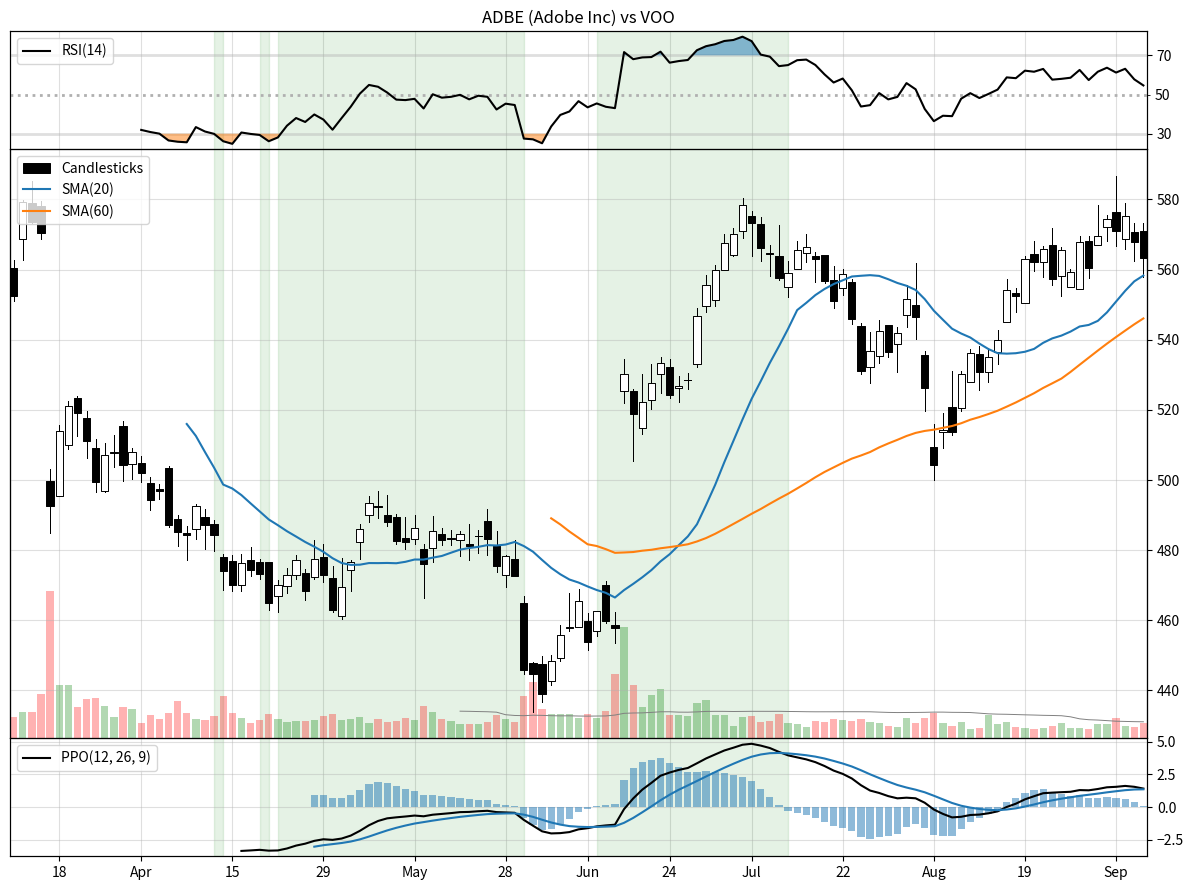 ADBE (Adobe Inc) vs VOO
RSI(14)
70
50
30
Candlesticks
SMA(20)
SMA(60)
580
560
540
520
500
480
460
440
PPO(12, 26, 9)
5.0
2.5
0.0
−2.5
18 Apr 15 29 May 28 Jun 24 Jul 22 Aug 19 Sep